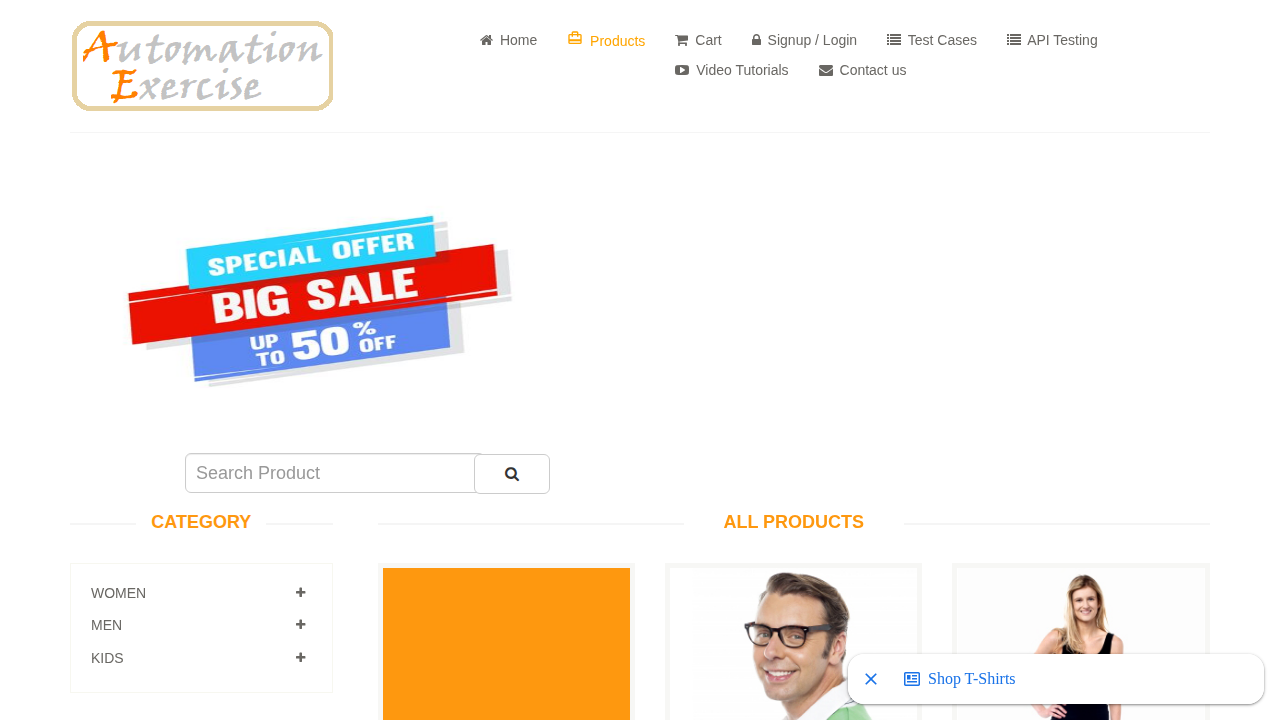 Automation
Exercise
Home
Products
Cart
Signup / Login
Test Cases
API Testing
Video Tutorials
Contact us
SPECIAL OFFER
BIG SALE
UP TO 50% OFF
Search Product
CATEGORY
ALL PRODUCTS
WOMEN
MEN
KIDS
Shop T-Shirts